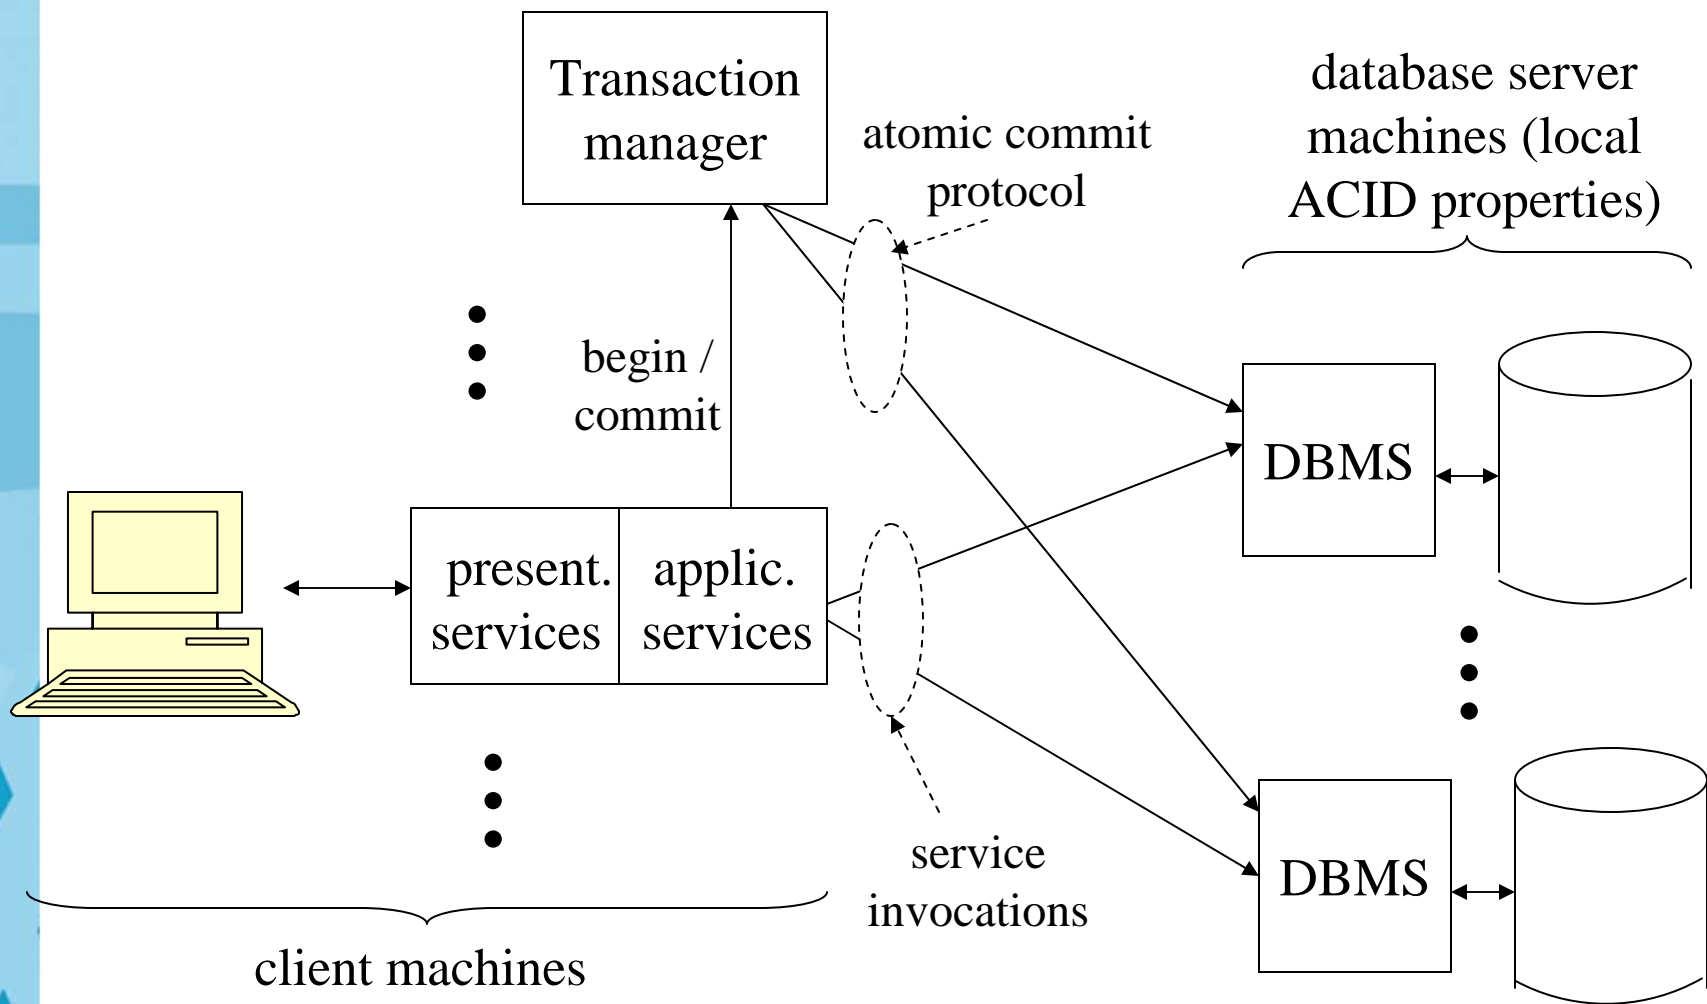 Transaction
manager
atomic commit
protocol
database server
machines (local
ACID properties)
begin /
commit
DBMS
present.
services
applic.
services
service
invocations
DBMS
client machines